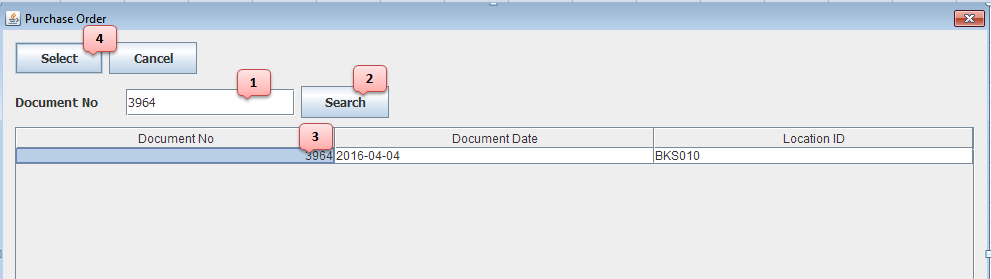 Purchase Order
4
Select Cancel
1 2
Document No 3964 Search
3
Document No Document Date Location ID
3964 2016-04-04 BKS010